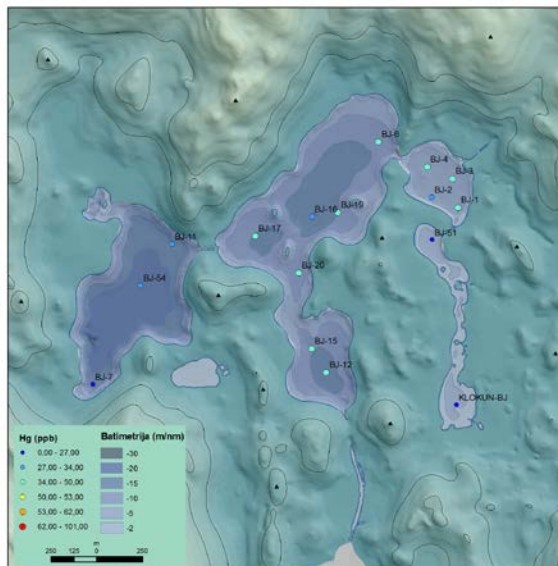 BJ-6
BJ-4
BJ-3
BJ-2
BJ-1
BJ-16
BJ-19
BJ-17
BJ-11
BJ-51
BJ-20
BJ-54
BJ-15
BJ-12
BJ-7
KLOKUN-BJ
Hg (ppb)
0,00 - 27,00
27,00 - 34,00
34,00 - 50,00
50,00 - 53,00
53,00 - 62,00
62,00 - 101,00
Batimetrija (m/nm)
-30
-20
-15
-10
-5
-2
m
250 125 0 250